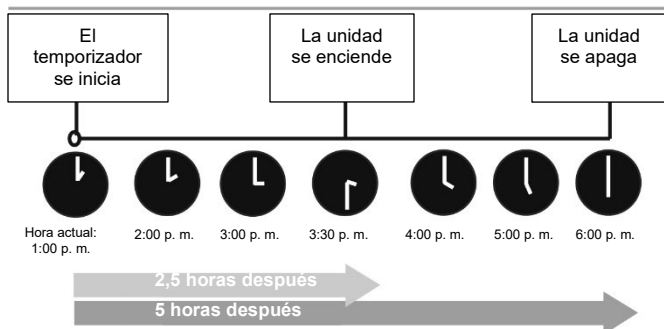 El
temporizador
se inicia
La unidad
se enciende
La unidad
se apaga
Hora actual:
1:00 p. m.
2:00 p. m.
3:00 p. m.
3:30 p. m.
4:00 p. m.
5:00 p. m.
6:00 p. m.
2,5 horas después
5 horas después